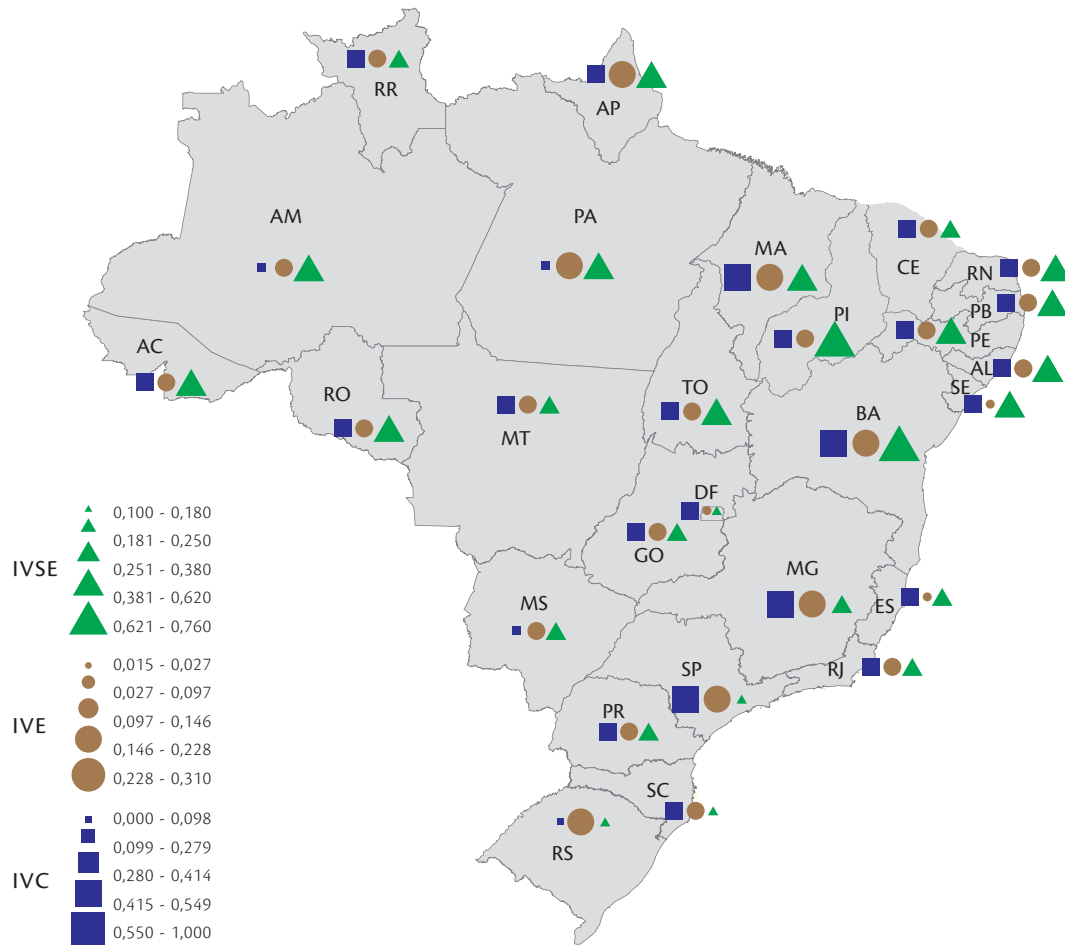 RR
AP
AM
PA
MA
CE
RN
PB
PI
PE
AC
AL
SE
RO
TO
MT
BA
DF
GO
MG
MS
ES
SP
RJ
PR
SC
RS
IVSE
0,100 - 0,180
0,181 - 0,250
0,251 - 0,380
0,381 - 0,620
0,621 - 0,760
IVE
0,015 - 0,027
0,027 - 0,097
0,097 - 0,146
0,146 - 0,228
0,228 - 0,310
IVC
0,000 - 0,098
0,099 - 0,279
0,280 - 0,414
0,415 - 0,549
0,550 - 1,000